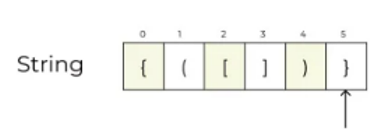 0 1 2 3 4 5
String { ( [ ] ) }